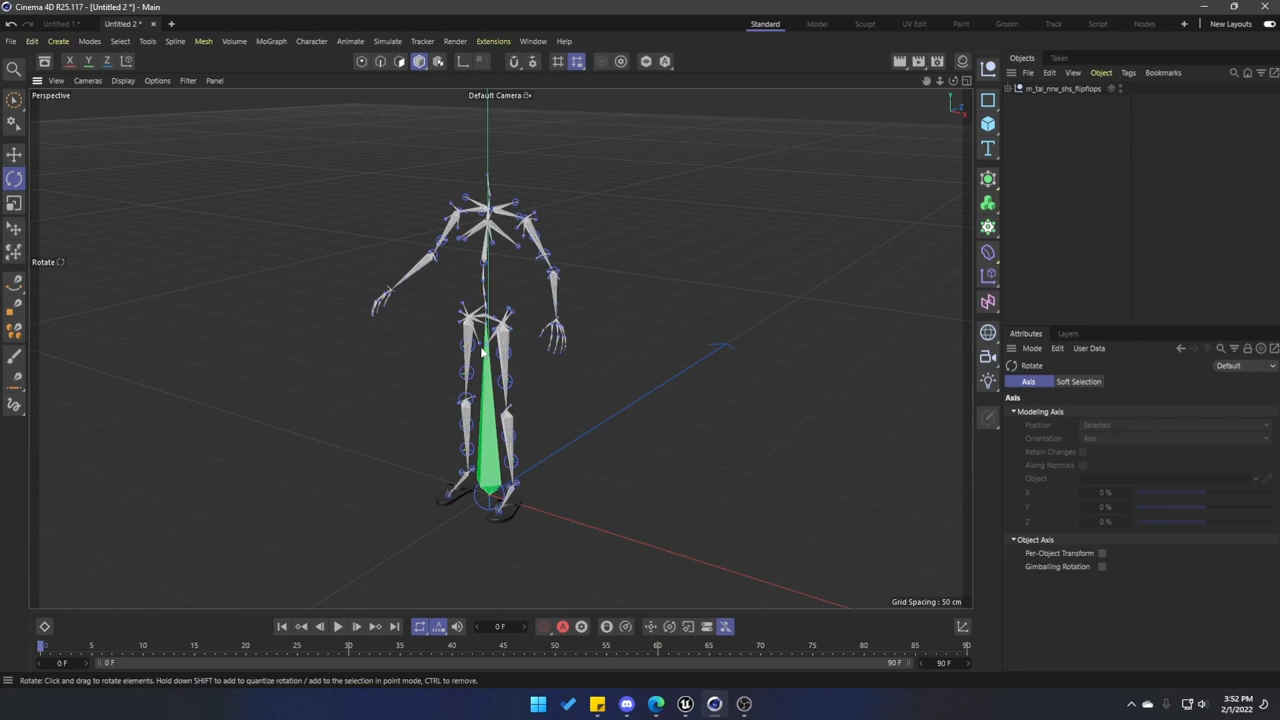 Cinema 4D R25.117 - [Untitled 2 *] - Main
Untitled 1 *
Untitled 2 *
Standard
Model
Sculpt
UV Edit
Paint
Groom
Track
Script
Nodes
New Layouts
File Edit Create Modes Select Tools Spline Mesh Volume MoGraph Character Animate Simulate Tracker Render Extensions Window Help
X Y Z
Objects Takes
File Edit View Object Tags Bookmarks
View Cameras Display Options Filter Panel
m_tal_nrw_shs_flipflops
Perspective
Default Camera
Y
Z
X
Rotate
Attributes Layers
Mode Edit User Data
Rotate
Default
Axis Soft Selection
Axis
Modeling Axis
Position Selected
Orientation Axis
Retain Changes
Along Normals
Object
X 0 %
Y 0 %
Z 0 %
Object Axis
Per-Object Transform
Gimballing Rotation
Grid Spacing : 50 cm
0 F
0 5 10 15 20 25 30 35 40 45 50 55 60 65 70 75 80 85 90
0 F 0 F 90 F 90 F
Rotate: Click and drag to rotate elements. Hold down SHIFT to add to quantize rotation / add to the selection in point mode, CTRL to remove.
3:52 PM
2/1/2022